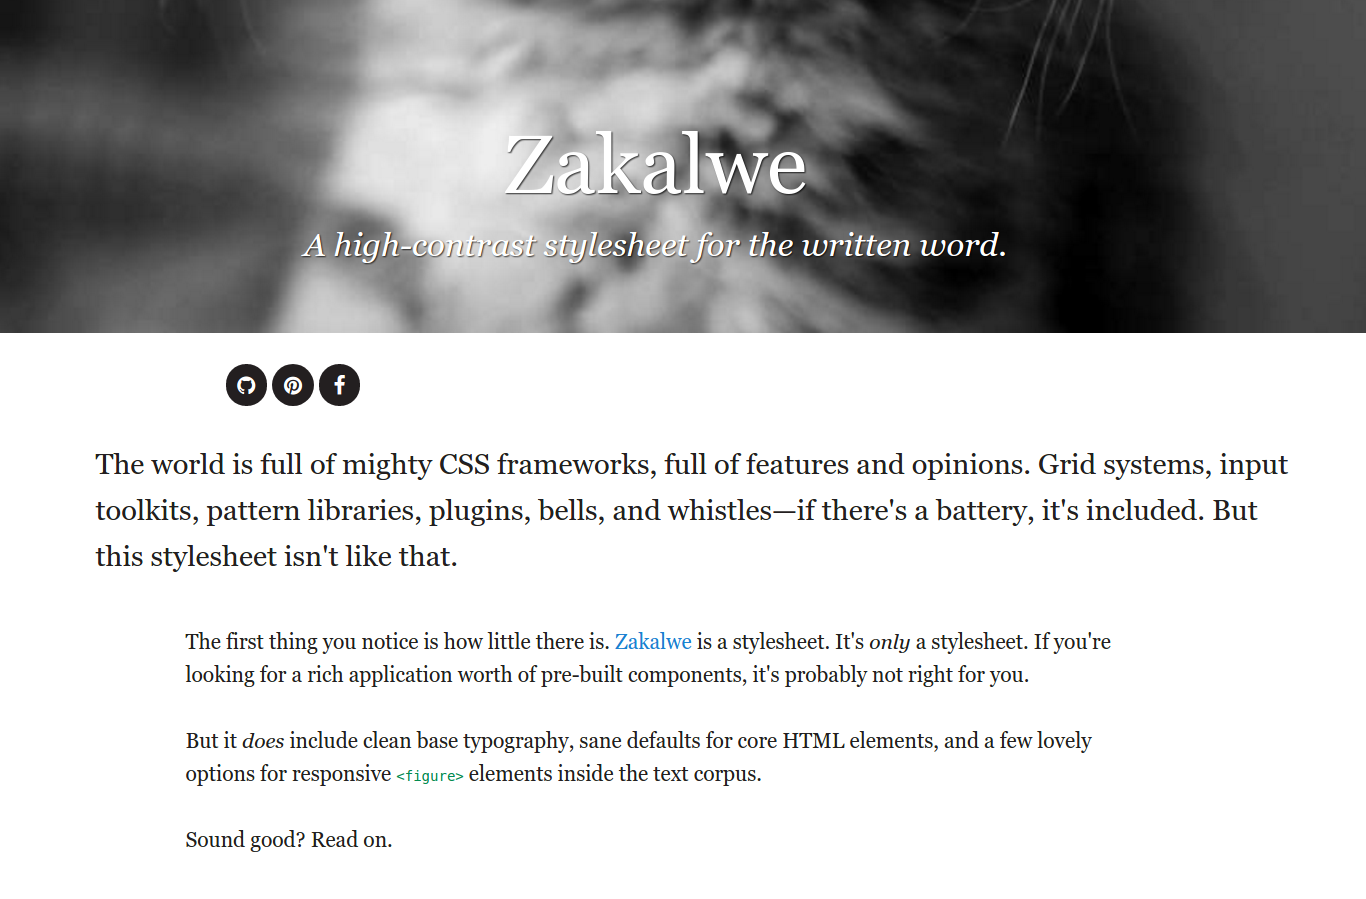 Zakalwe
A high-contrast stylesheet for the written word.
The world is full of mighty CSS frameworks, full of features and opinions. Grid systems, input
toolkits, pattern libraries, plugins, bells, and whistles—if there's a battery, it's included. But
this stylesheet isn't like that.
The first thing you notice is how little there is. Zakalwe is a stylesheet. It's only a stylesheet. If you're
looking for a rich application worth of pre-built components, it's probably not right for you.
But it does include clean base typography, sane defaults for core HTML elements, and a few lovely
options for responsive <figure> elements inside the text corpus.
Sound good? Read on.